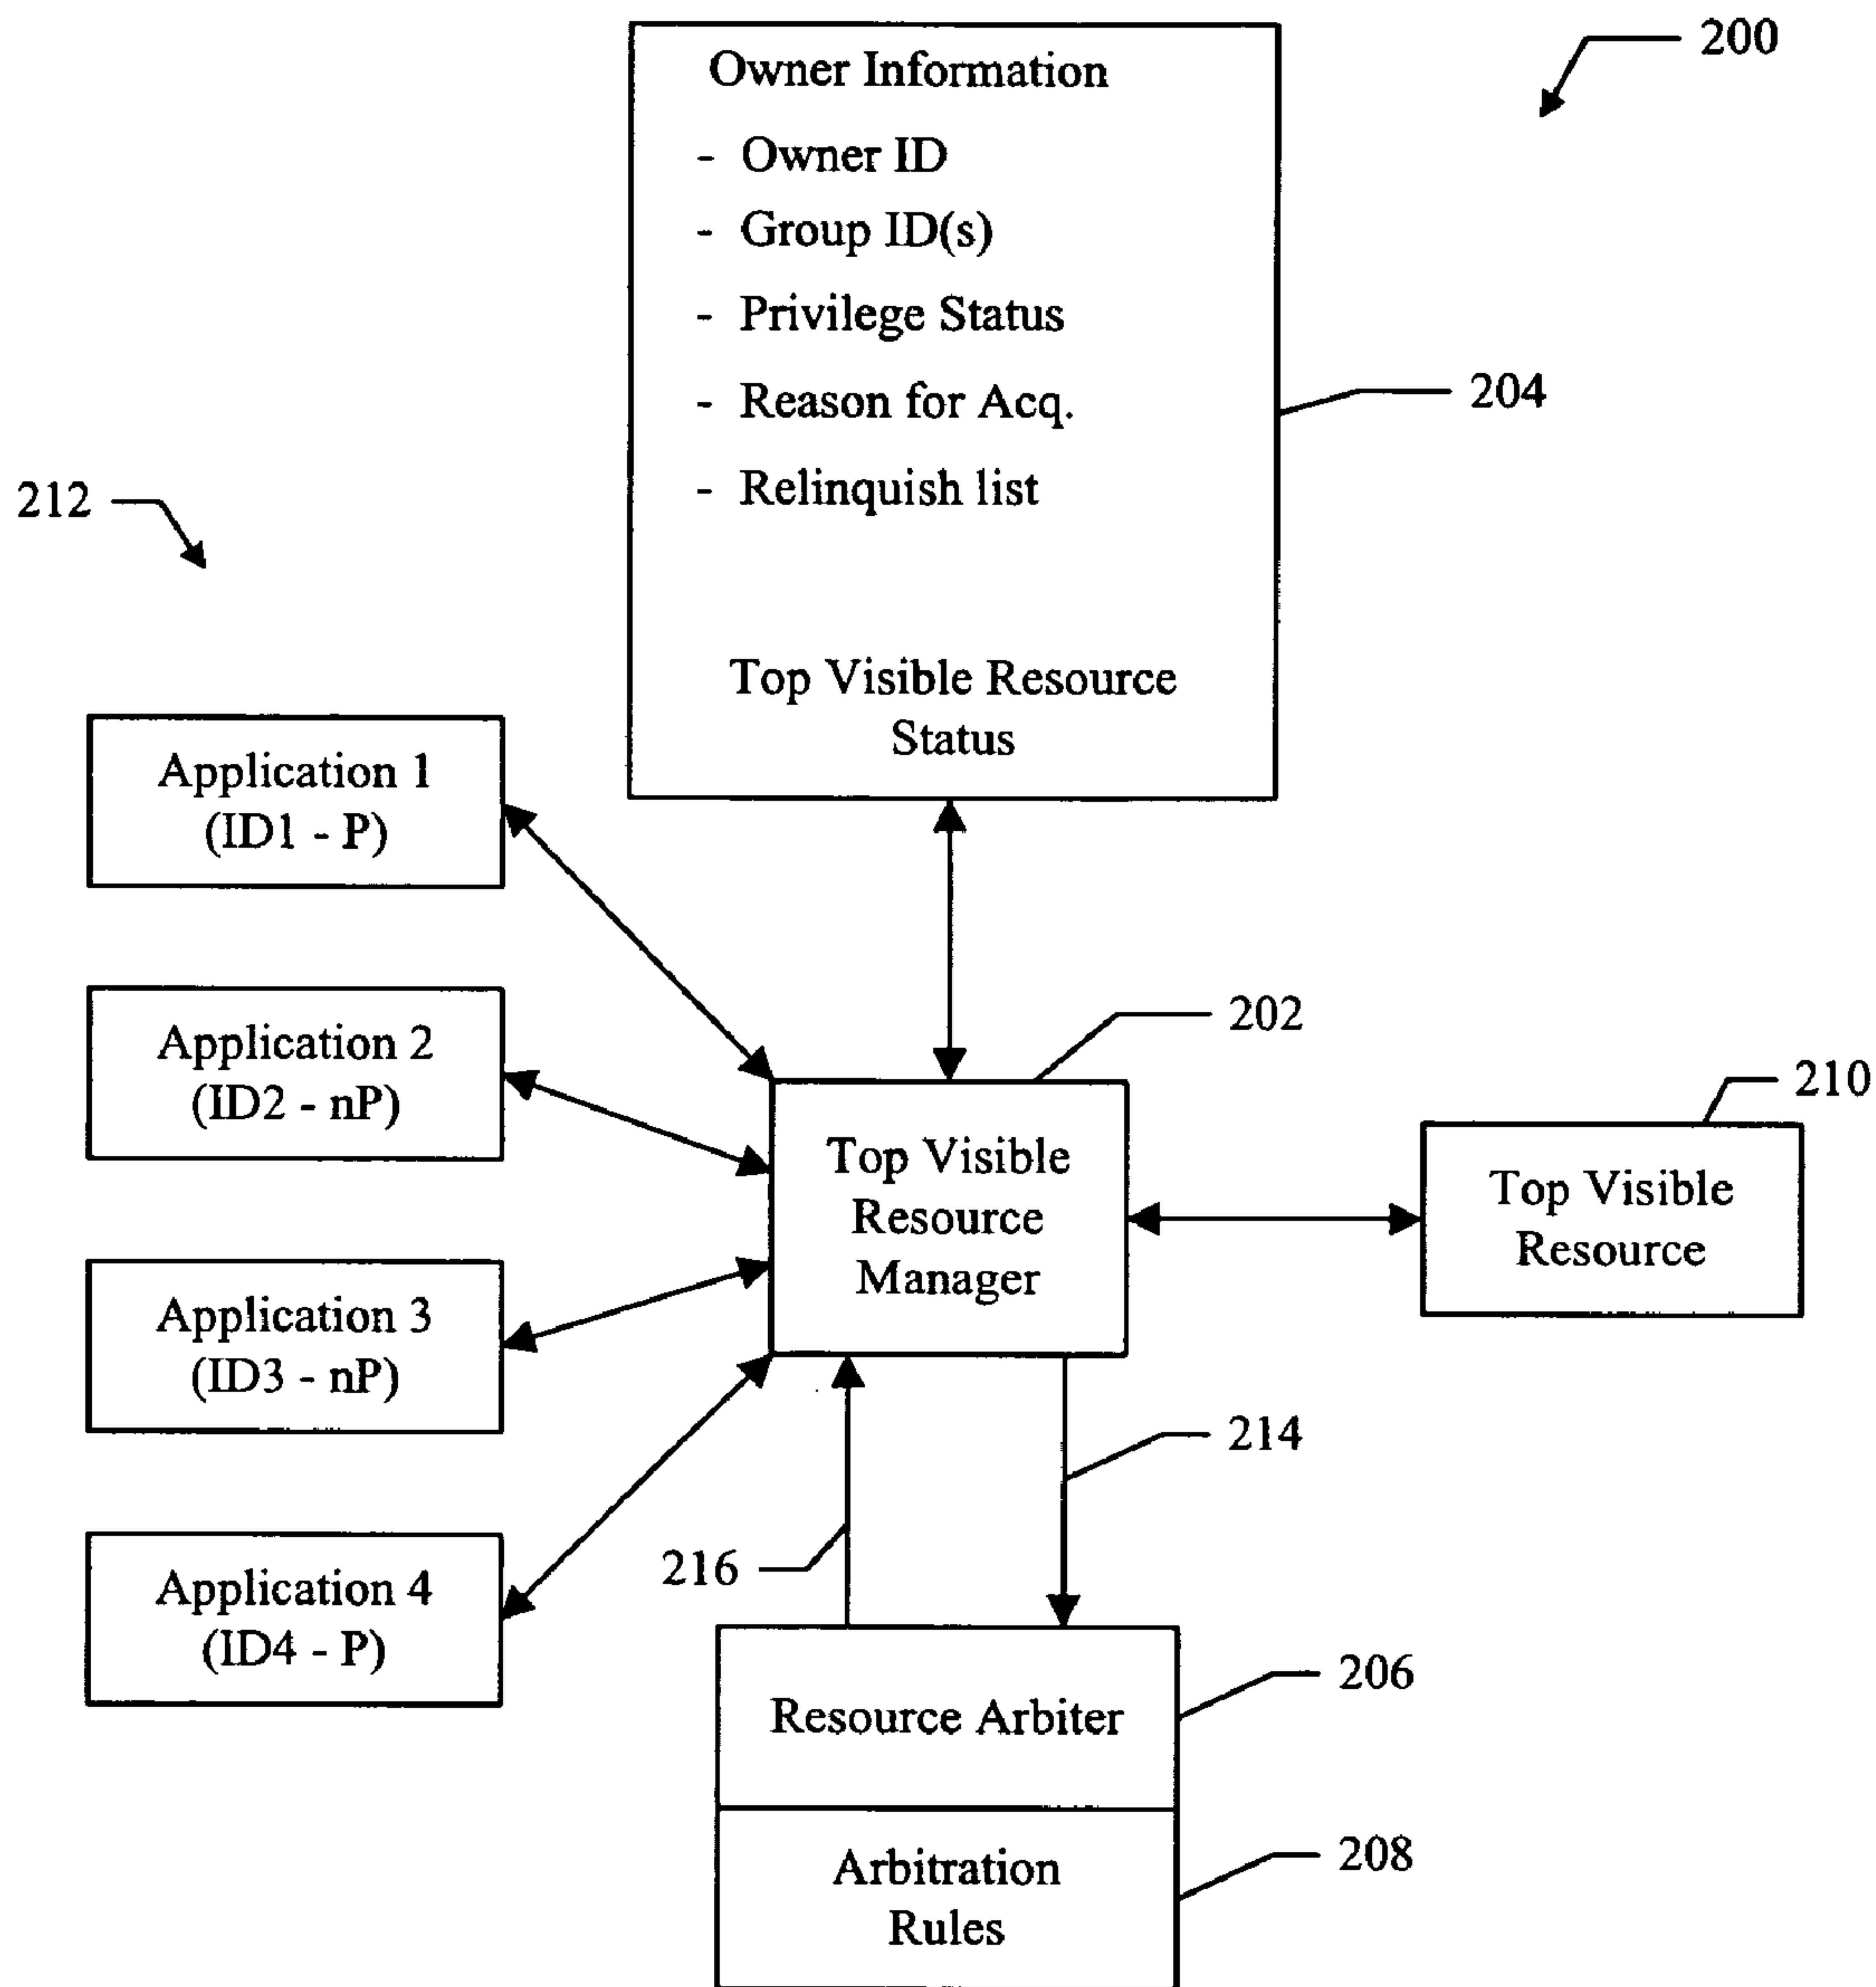 200
Owner Information
- Owner ID
- Group ID(s)
- Privilege Status
- Reason for Acq.
- Relinquish list
204
212
Top Visible Resource
Status
Application 1
(ID1 - P)
Application 2
(ID2 - nP)
202
210
Top Visible
Resource
Manager
Top Visible
Resource
Application 3
(ID3 - nP)
214
216
Application 4
(ID4 - P)
Resource Arbiter
206
Arbitration
Rules
208